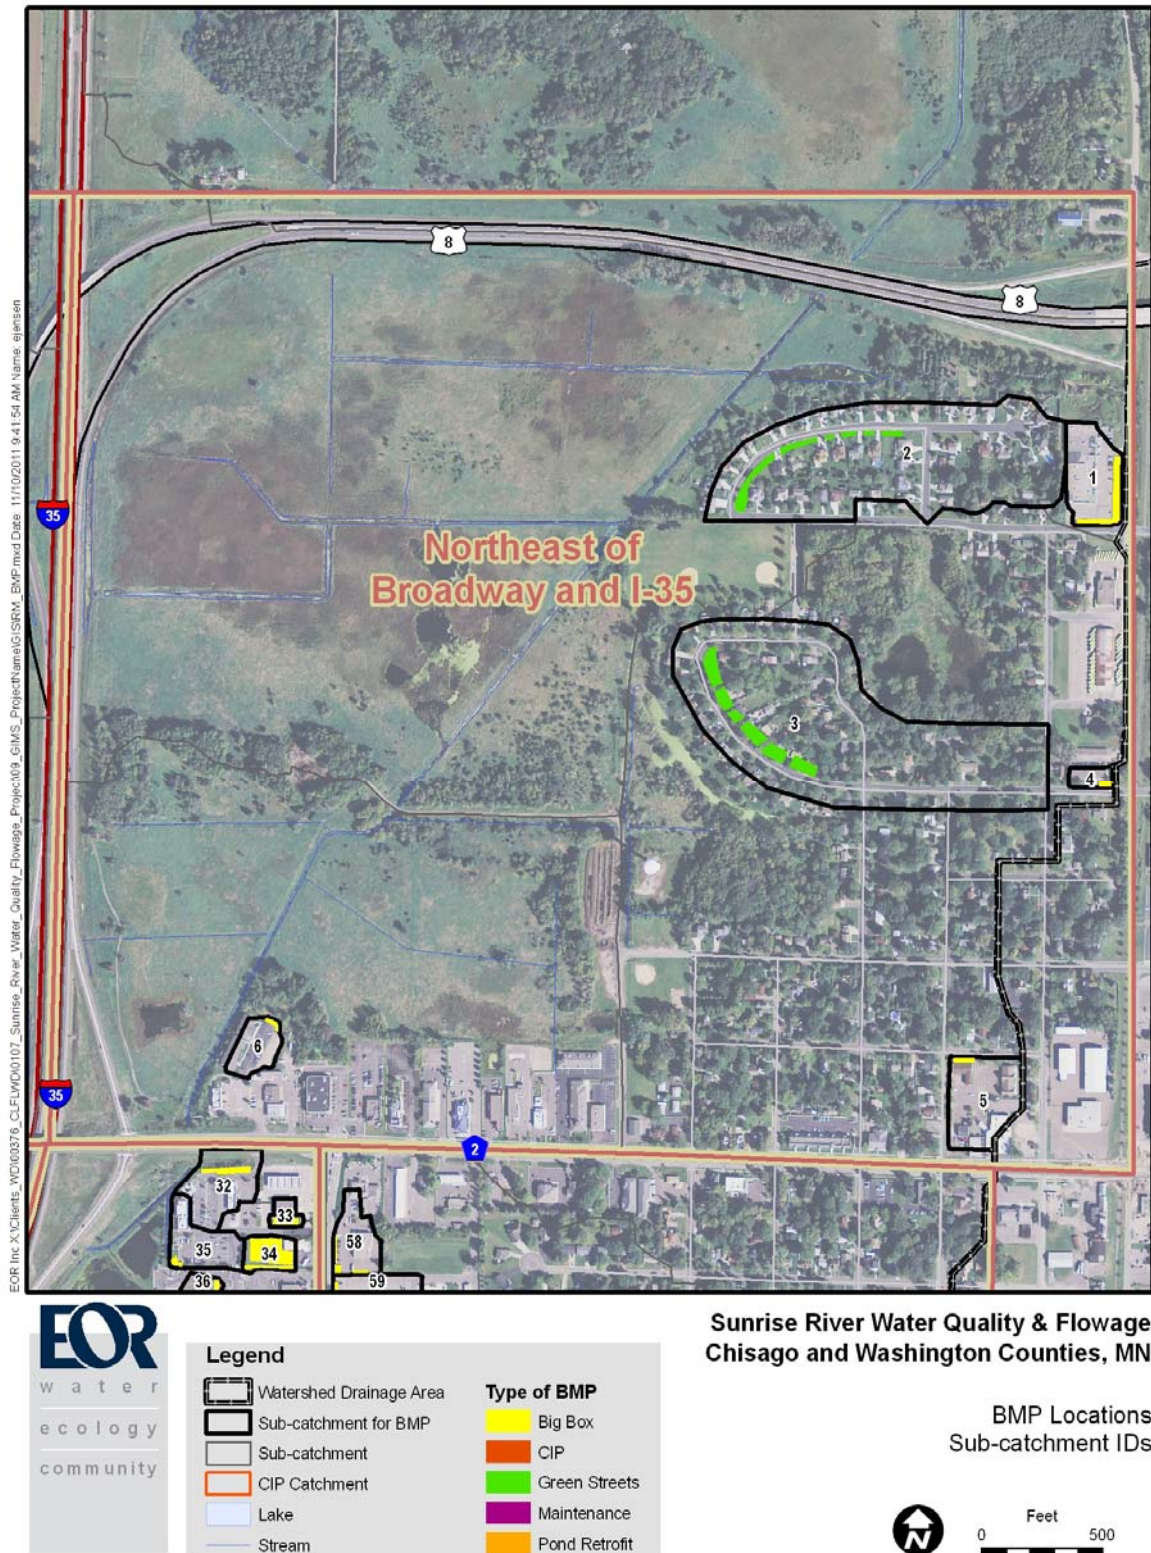 8
8
2
1
35
Northeast of
Broadway and I-35
3
4
6
5
35
2
32
33
35
34
58
36
59
EOR Inc X:\Clients_WD\00376_CLFLWD\0107_Sunrise_River_Water_Quality_Flowage_Project\09_GIMS_ProjectName\GIS\RM_BMP.mxd Date: 11/10/2011 9:41:54 AM Name: ejensen
EOR
water
ecology
community
Legend
Watershed Drainage Area
Sub-catchment for BMP
Sub-catchment
CIP Catchment
Lake
Stream
Type of BMP
Big Box
CIP
Green Streets
Maintenance
Pond Retrofit
Sunrise River Water Quality & Flowage
Chisago and Washington Counties, MN
BMP Locations
Sub-catchment IDs
N
Feet
0 500